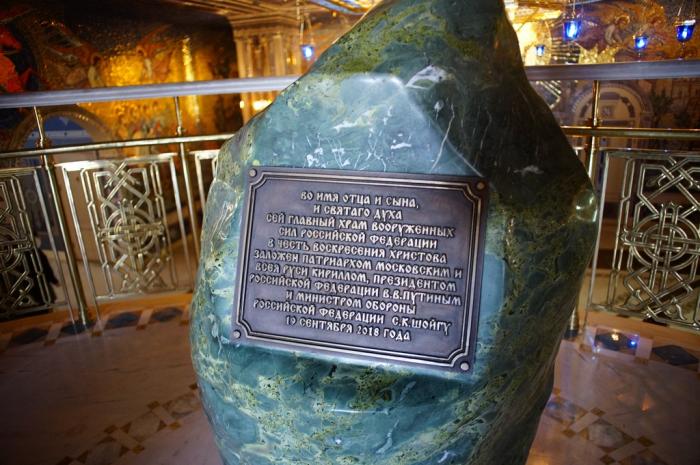 ВО ИМЯ ОТЦА И СЫНА,
И СВЯТАГО ДУХА
СЕЙ ГЛАВНЫЙ ХРАМ ВООРУЖЕННЫХ
СИЛ РОССИЙСКОЙ ФЕДЕРАЦИИ
В ЧЕСТЬ ВОСКРЕСЕНИЯ ХРИСТОВА
ЗАЛОЖЕН ПАТРИАРХОМ МОСКОВСКИМ И
ВСЕЯ РУСИ КИРИЛЛОМ, ПРЕЗИДЕНТОМ
РОССИЙСКОЙ ФЕДЕРАЦИИ В.В.ПУТИНЫМ
И МИНИСТРОМ ОБОРОНЫ
РОССИЙСКОЙ ФЕДЕРАЦИИ С.К.ШОЙГУ
19 СЕНТЯБРЯ 2018 ГОДА